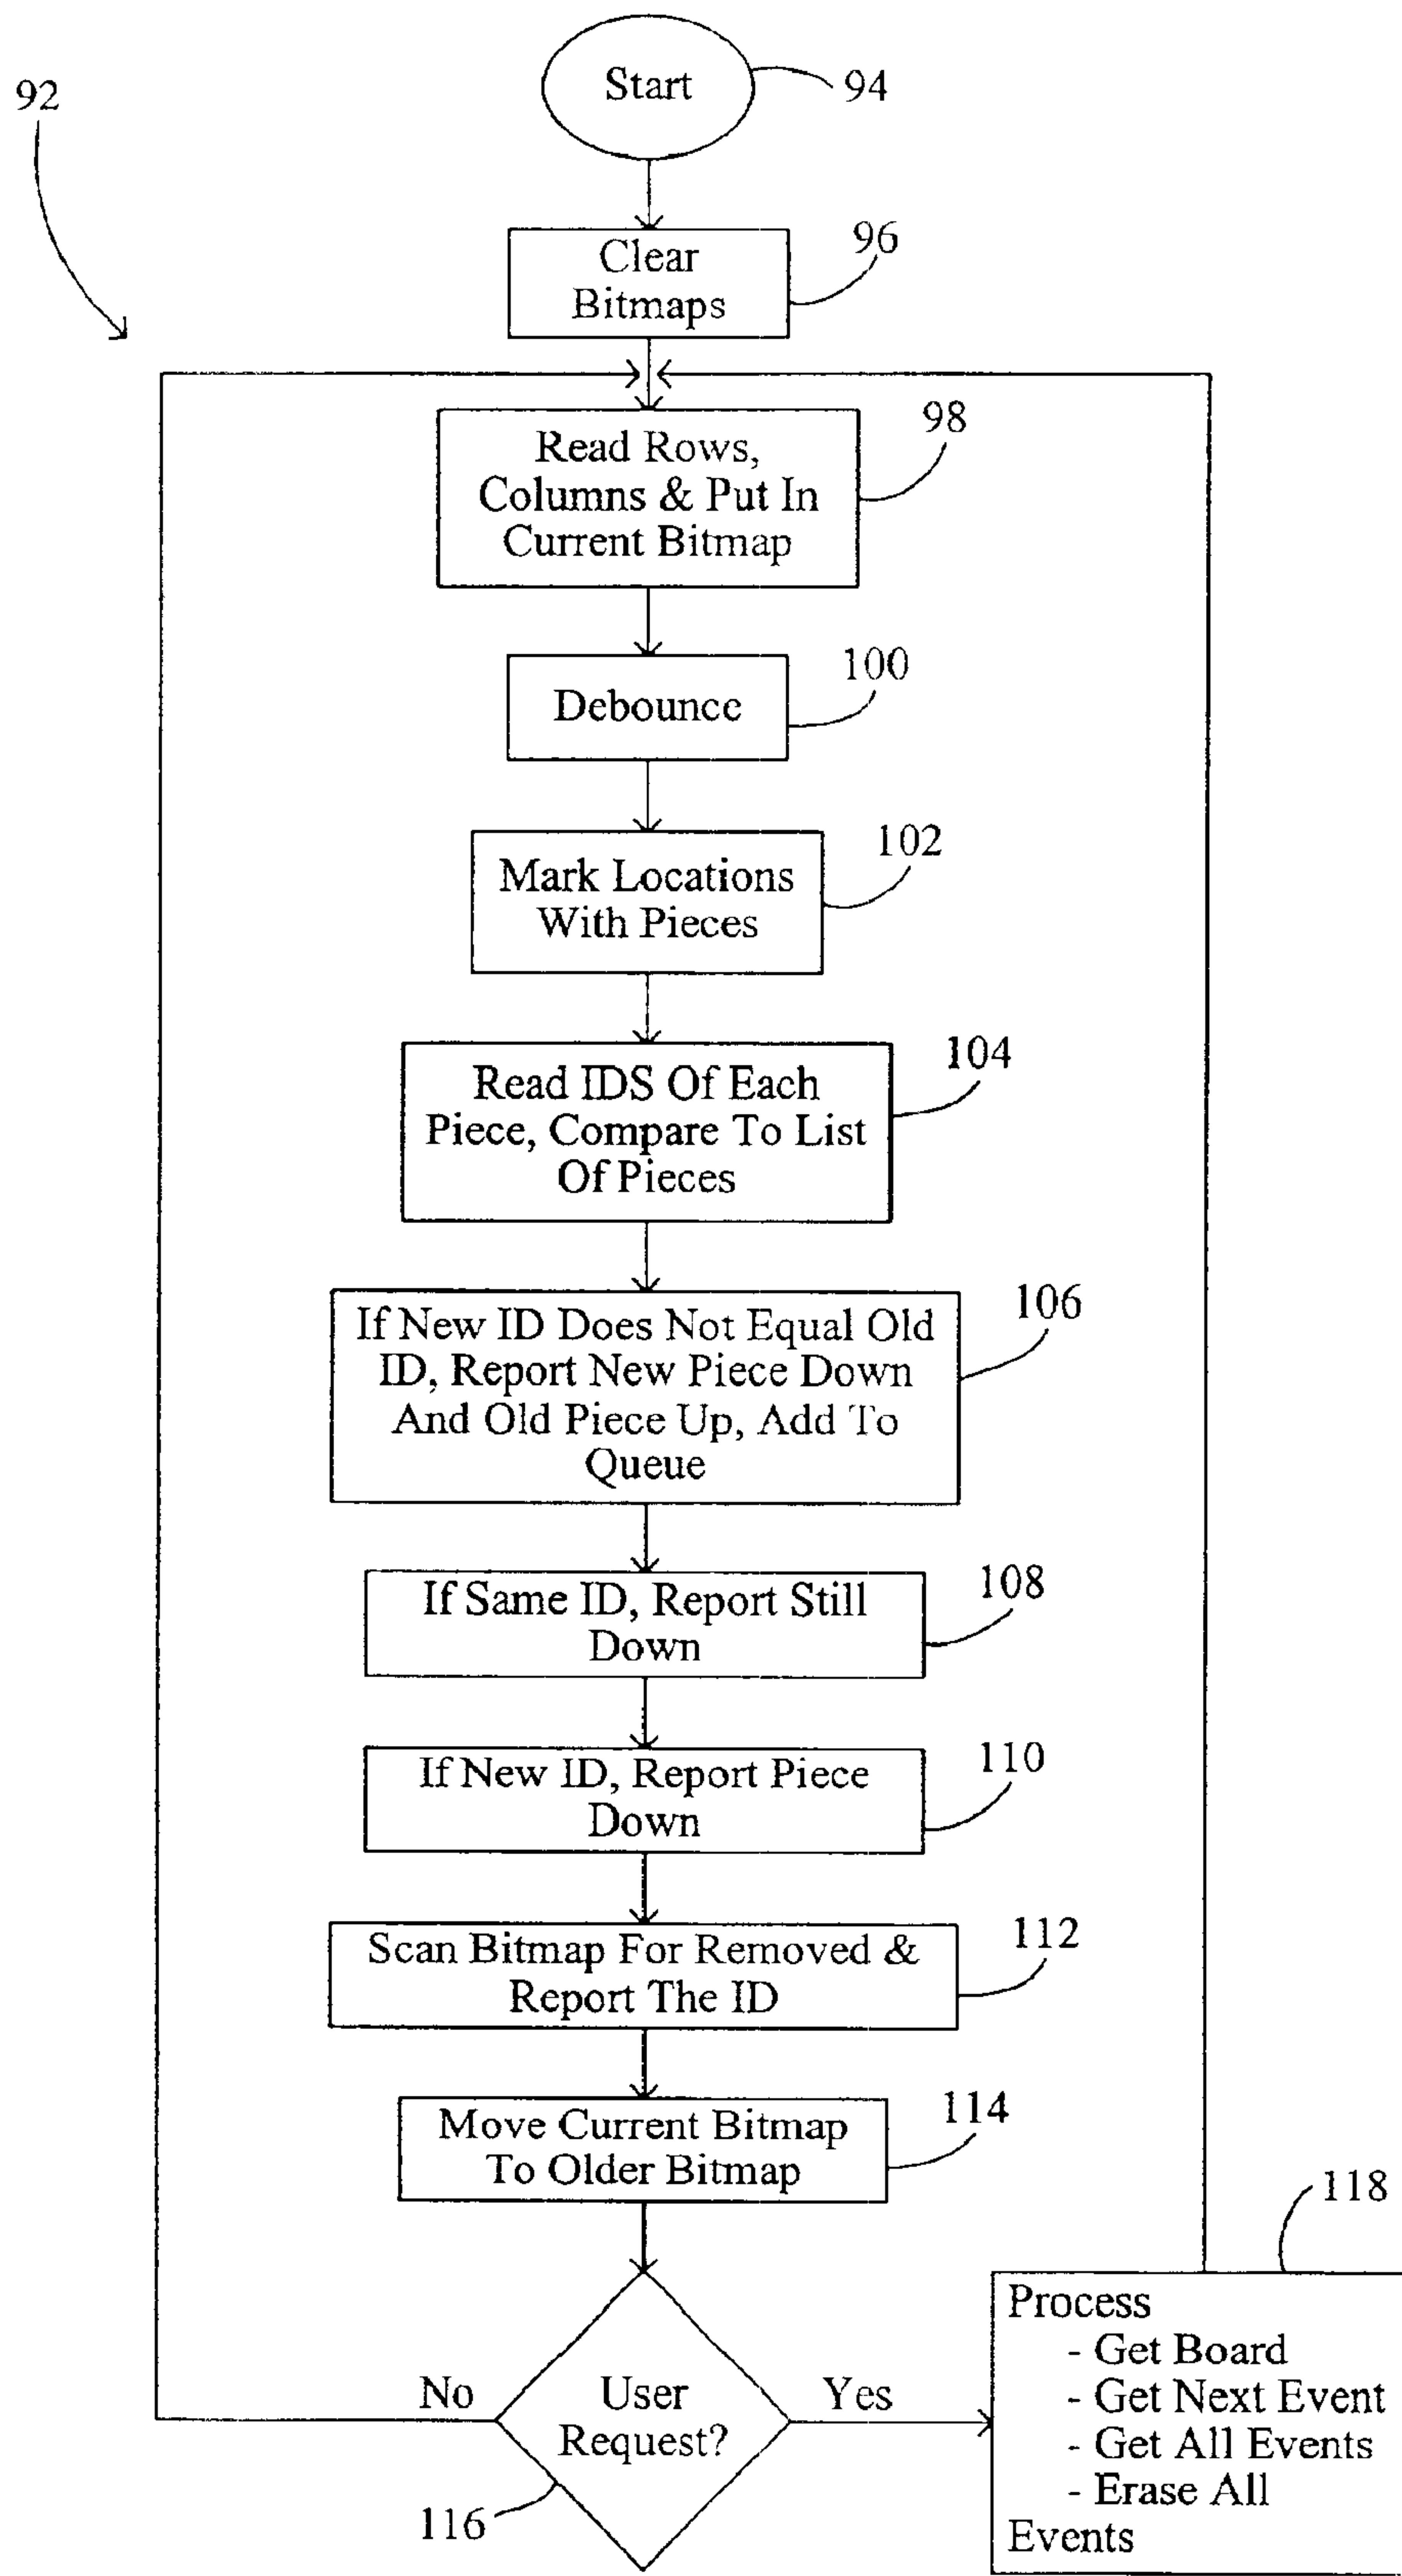 92
Start
94
Clear
Bitmaps
96
Read Rows,
Columns & Put In
Current Bitmap
98
Debounce
100
Mark Locations
With Pieces
102
Read IDS Of Each
Piece, Compare To List
Of Pieces
104
If New ID Does Not Equal Old
ID, Report New Piece Down
And Old Piece Up, Add To
Queue
106
If Same ID, Report Still
Down
108
If New ID, Report Piece
Down
110
Scan Bitmap For Removed &
Report The ID
112
Move Current Bitmap
To Older Bitmap
114
User
Request?
No
Yes
116
118
Process
- Get Board
- Get Next Event
- Get All Events
- Erase All
Events